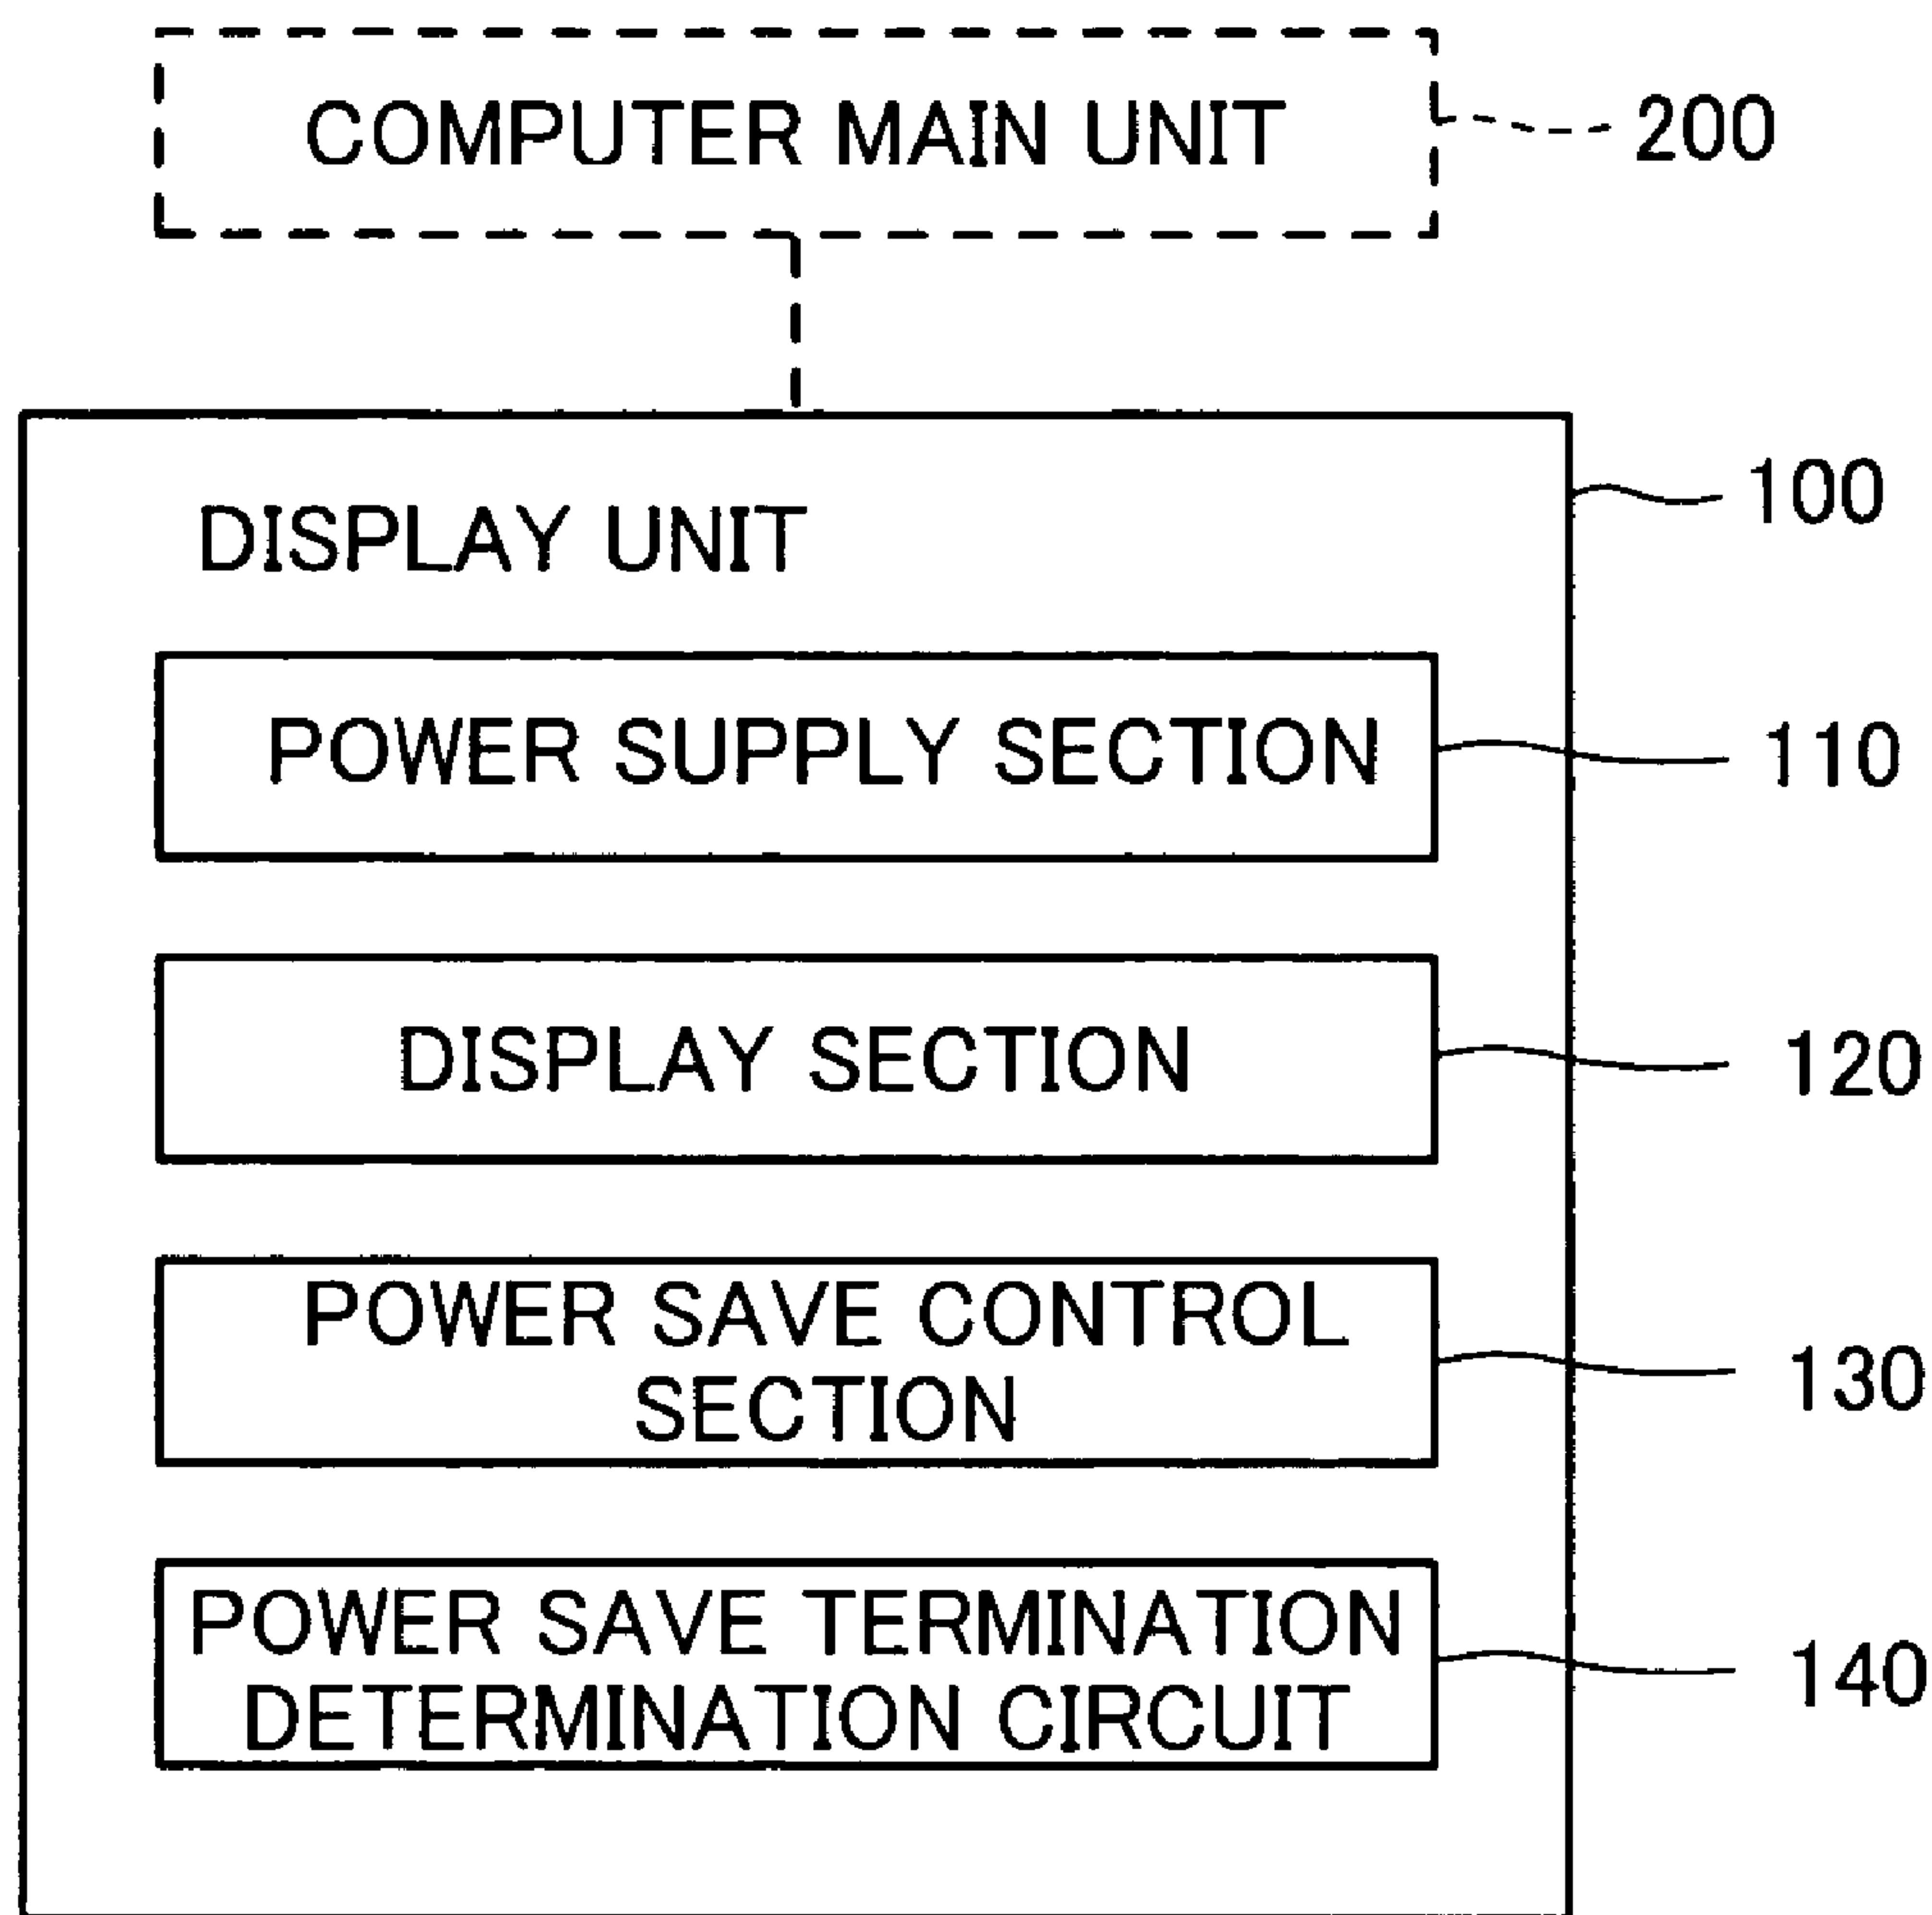 COMPUTER MAIN UNIT
200
100
DISPLAY UNIT
POWER SUPPLY SECTION
110
DISPLAY SECTION
120
POWER SAVE CONTROL
SECTION
130
POWER SAVE TERMINATION
DETERMINATION CIRCUIT
140